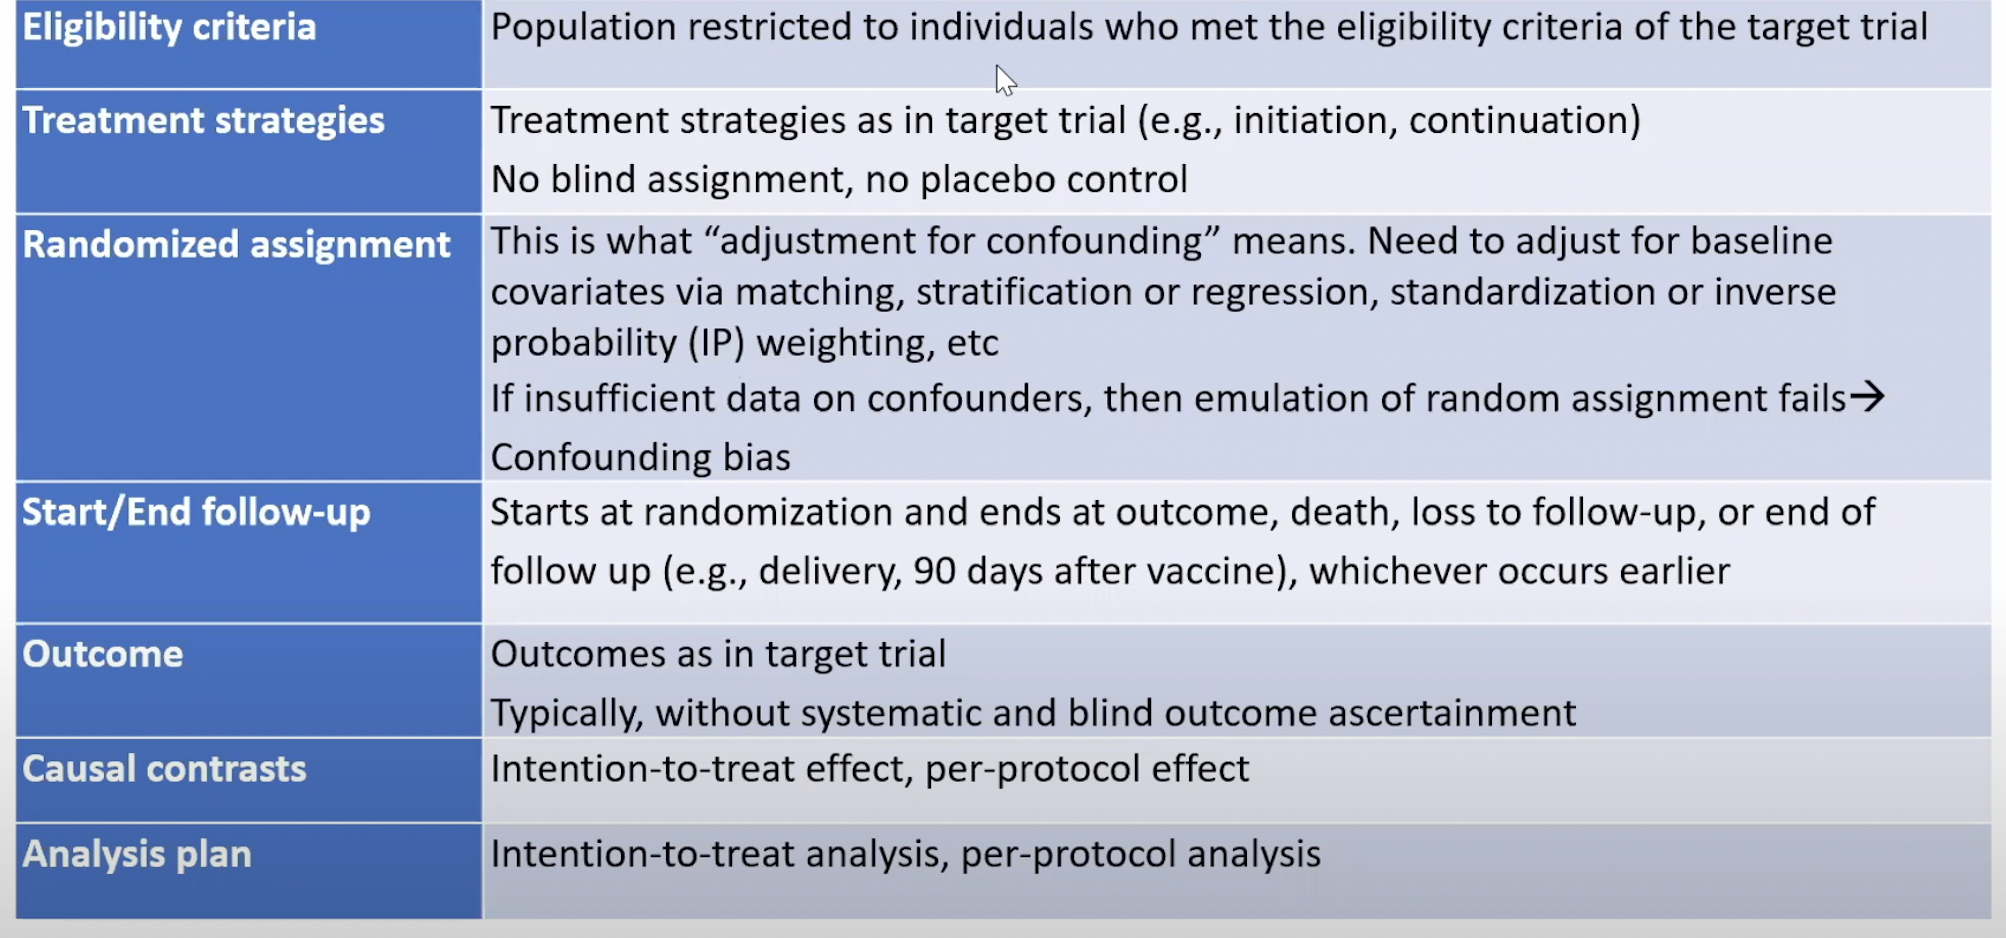 Eligibility criteria
Population restricted to individuals who met the eligibility criteria of the target trial
Treatment strategies
Treatment strategies as in target trial (e.g., initiation, continuation)
No blind assignment, no placebo control
Randomized assignment
This is what “adjustment for confounding” means. Need to adjust for baseline
covariates via matching, stratification or regression, standardization or inverse
probability (IP) weighting, etc
If insufficient data on confounders, then emulation of random assignment fails→
Confounding bias
Start/End follow-up
Starts at randomization and ends at outcome, death, loss to follow-up, or end of
follow up (e.g., delivery, 90 days after vaccine), whichever occurs earlier
Outcome
Outcomes as in target trial
Typically, without systematic and blind outcome ascertainment
Causal contrasts
Intention-to-treat effect, per-protocol effect
Analysis plan
Intention-to-treat analysis, per-protocol analysis